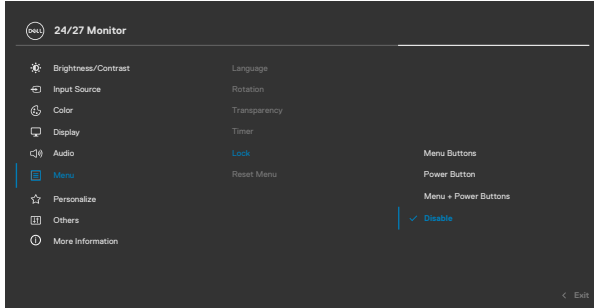 DELL 24/27 Monitor
Brightness/Contrast Language
Input Source Rotation
Color Transparency
Display Timer
Audio Lock Menu Buttons
Menu Reset Menu Power Button
Personalize Menu + Power Buttons
Others Disable
More Information
Exit